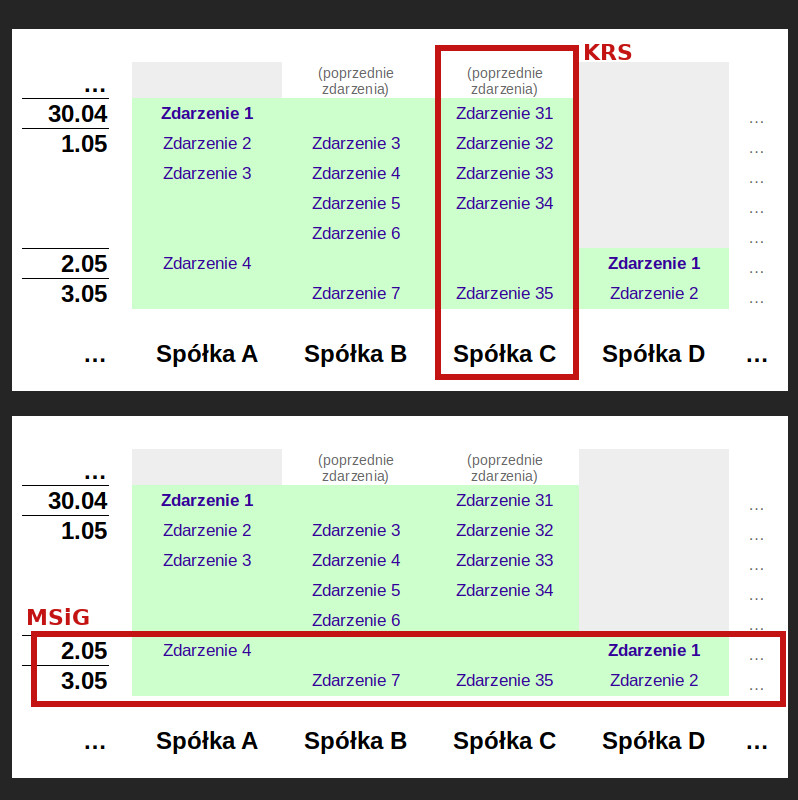 KRS
... (poprzednie (poprzednie
zdarzenia) zdarzenia)
30.04 Zdarzenie 1 Zdarzenie 31 ...
1.05 Zdarzenie 2 Zdarzenie 3 Zdarzenie 32 ...
Zdarzenie 3 Zdarzenie 4 Zdarzenie 33 ...
Zdarzenie 5 Zdarzenie 34 ...
Zdarzenie 6 ...
2.05 Zdarzenie 4 Zdarzenie 1 ...
3.05 Zdarzenie 7 Zdarzenie 35 Zdarzenie 2 ...
... Spółka A Spółka B Spółka C Spółka D ...
... (poprzednie (poprzednie
zdarzenia) zdarzenia)
30.04 Zdarzenie 1 Zdarzenie 31 ...
1.05 Zdarzenie 2 Zdarzenie 3 Zdarzenie 32 ...
Zdarzenie 3 Zdarzenie 4 Zdarzenie 33 ...
Zdarzenie 5 Zdarzenie 34 ...
MSiG Zdarzenie 6 ...
2.05 Zdarzenie 4 Zdarzenie 1 ...
3.05 Zdarzenie 7 Zdarzenie 35 Zdarzenie 2 ...
... Spółka A Spółka B Spółka C Spółka D ...